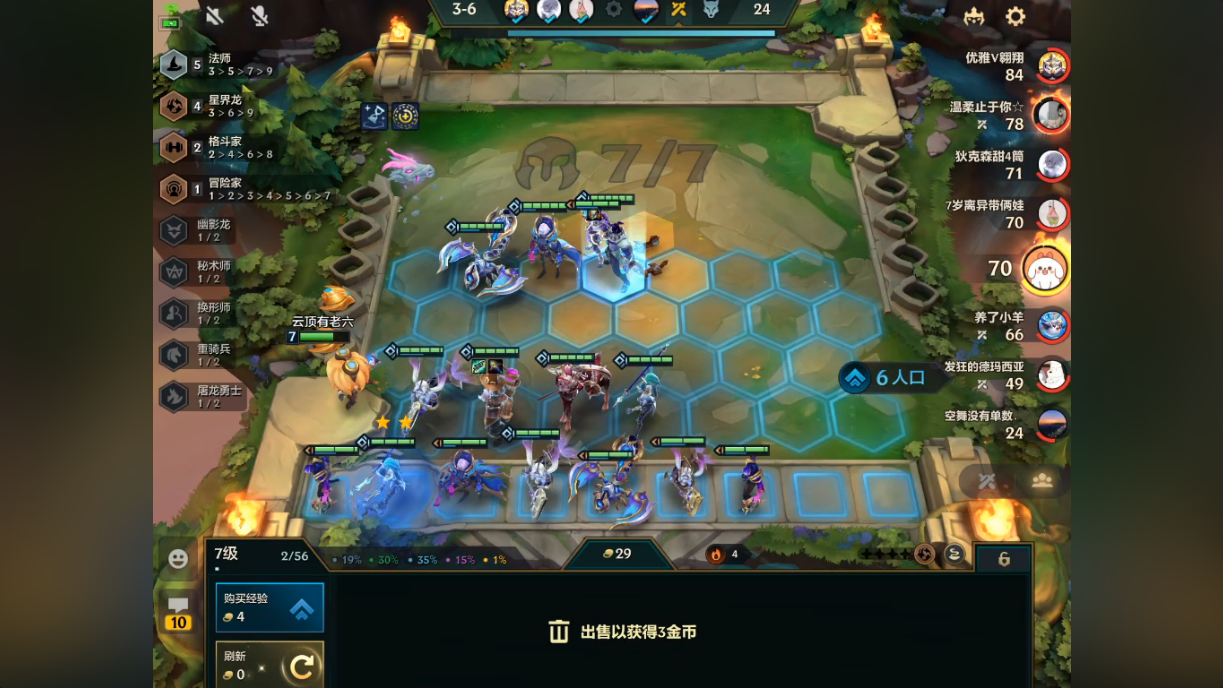 3-6
24
5 法师
3 > 5 > 7 > 9
4 星界龙
3 > 6 > 9
2 格斗家
2 > 4 > 6 > 8
1 冒险家
1 > 2 > 3 > 4 > 5 > 6 > 7
幽影龙
1 / 2
秘术师
1 / 2
换形师
1 / 2
重骑兵
1 / 2
屠龙勇士
1 / 2
7/7
优雅V翱翔
84
温柔止于你☆
78
狄克森甜4筒
71
7岁离异带俩娃
70
70
养了小羊
66
发狂的德玛西亚
49
空舞没有单数.
24
云顶有老六
7
6 人口
7级
2/56
19% 30% 35% 15% 1%
29
4
购买经验
4
刷新
0
10
出售以获得3金币